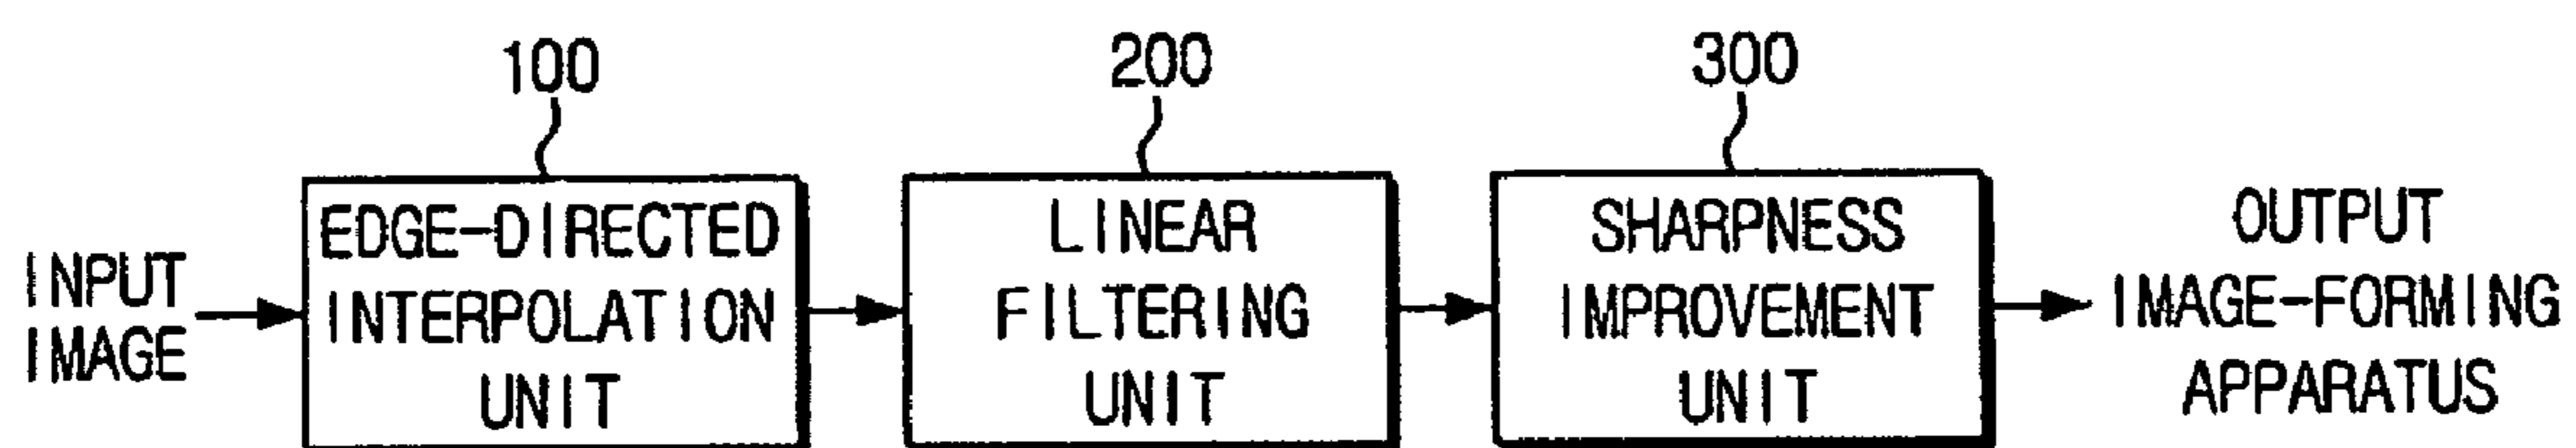 100
200
300
INPUT
IMAGE
EDGE-DIRECTED
INTERPOLATION
UNIT
LINEAR
FILTERING
UNIT
SHARPNESS
IMPROVEMENT
UNIT
OUTPUT
IMAGE-FORMING
APPARATUS